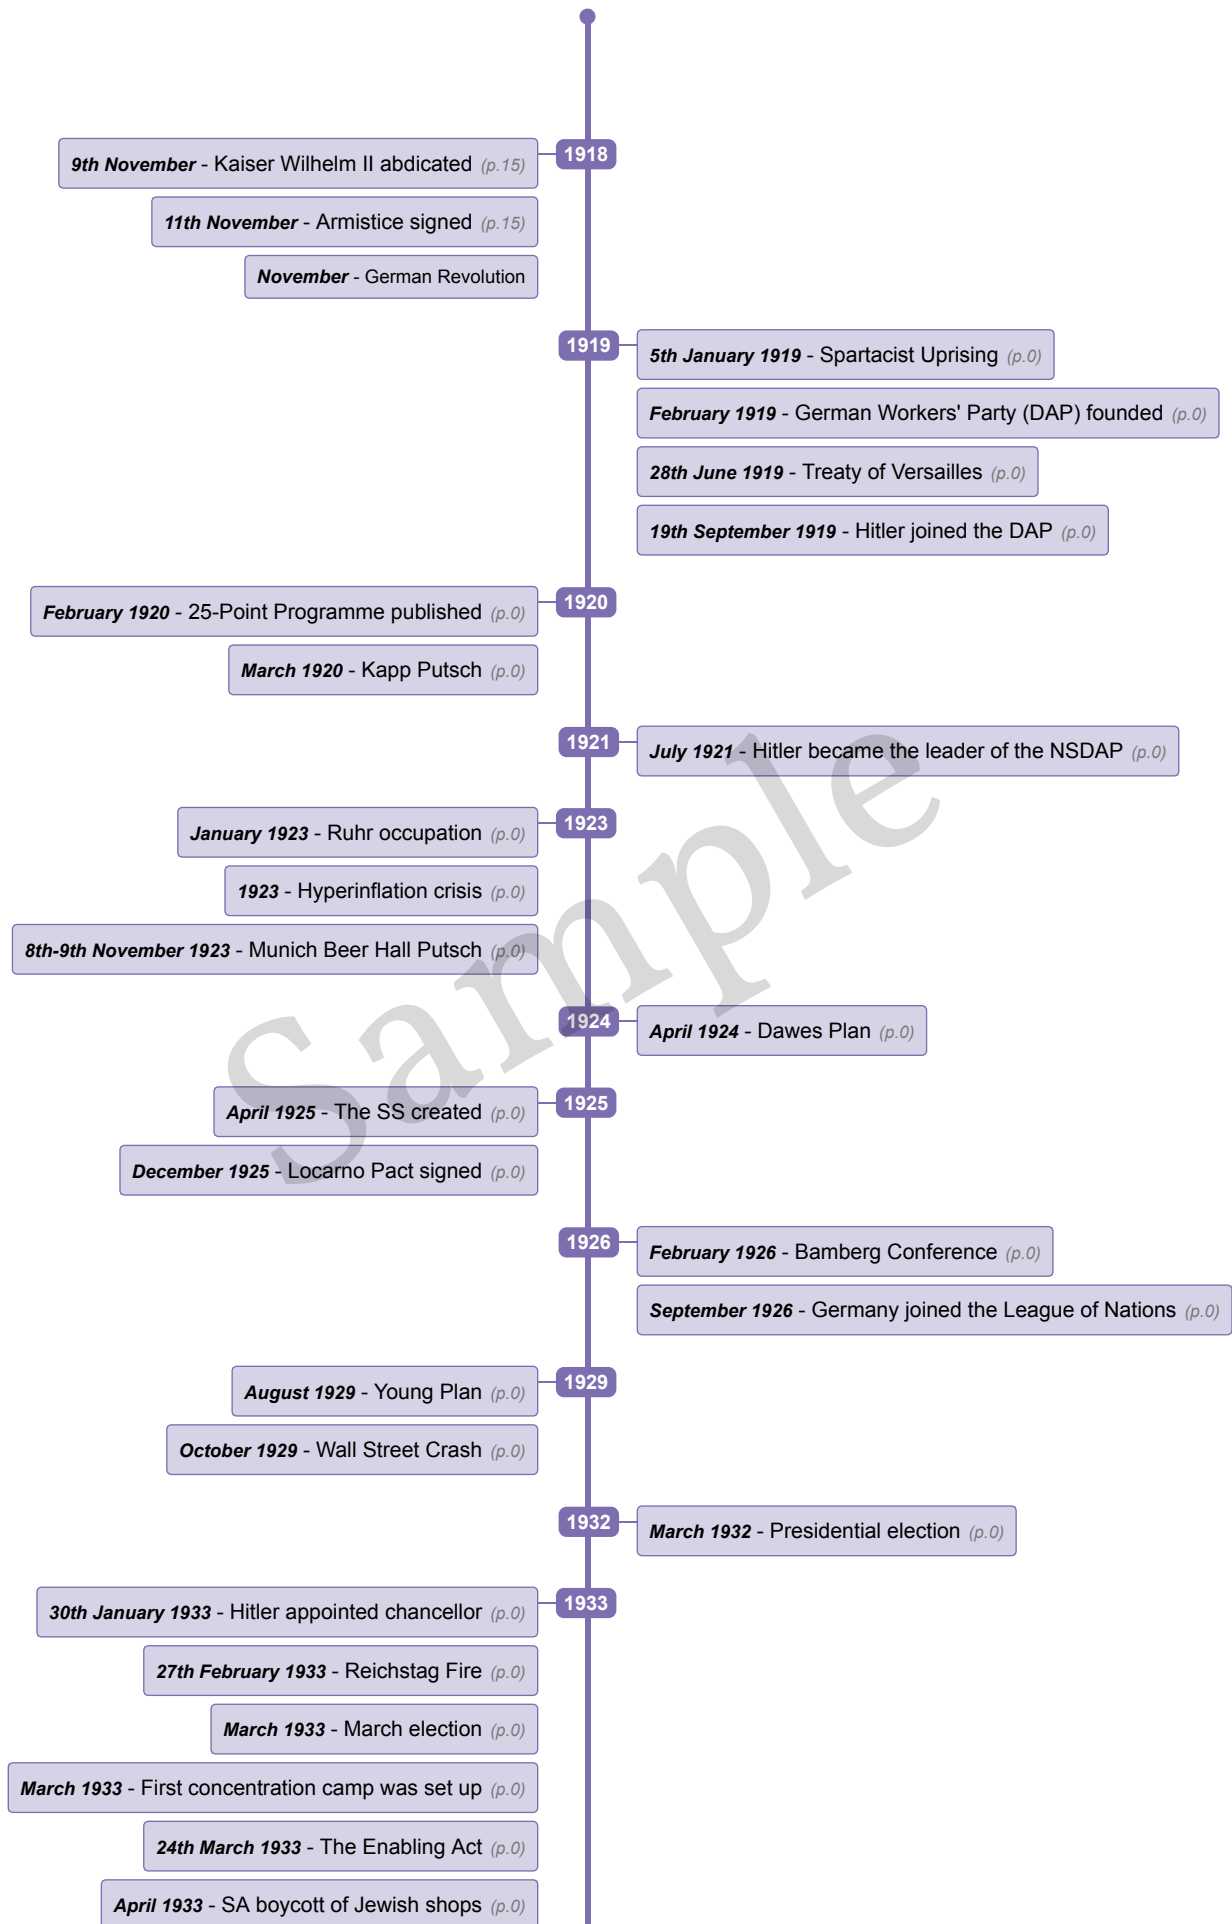 1918
9th November - Kaiser Wilhelm II abdicated (p.15)
11th November - Armistice signed (p.15)
November - German Revolution
1919
5th January 1919 - Spartacist Uprising (p.0)
February 1919 - German Workers' Party (DAP) founded (p.0)
28th June 1919 - Treaty of Versailles (p.0)
19th September 1919 - Hitler joined the DAP (p.0)
1920
February 1920 - 25-Point Programme published (p.0)
March 1920 - Kapp Putsch (p.0)
1921
July 1921 - Hitler became the leader of the NSDAP (p.0)
1923
January 1923 - Ruhr occupation (p.0)
1923 - Hyperinflation crisis (p.0)
8th-9th November 1923 - Munich Beer Hall Putsch (p.0)
1924
April 1924 - Dawes Plan (p.0)
1925
April 1925 - The SS created (p.0)
December 1925 - Locarno Pact signed (p.0)
1926
February 1926 - Bamberg Conference (p.0)
September 1926 - Germany joined the League of Nations (p.0)
1929
August 1929 - Young Plan (p.0)
October 1929 - Wall Street Crash (p.0)
1932
March 1932 - Presidential election (p.0)
1933
30th January 1933 - Hitler appointed chancellor (p.0)
27th February 1933 - Reichstag Fire (p.0)
March 1933 - March election (p.0)
March 1933 - First concentration camp was set up (p.0)
24th March 1933 - The Enabling Act (p.0)
April 1933 - SA boycott of Jewish shops (p.0)
Sample